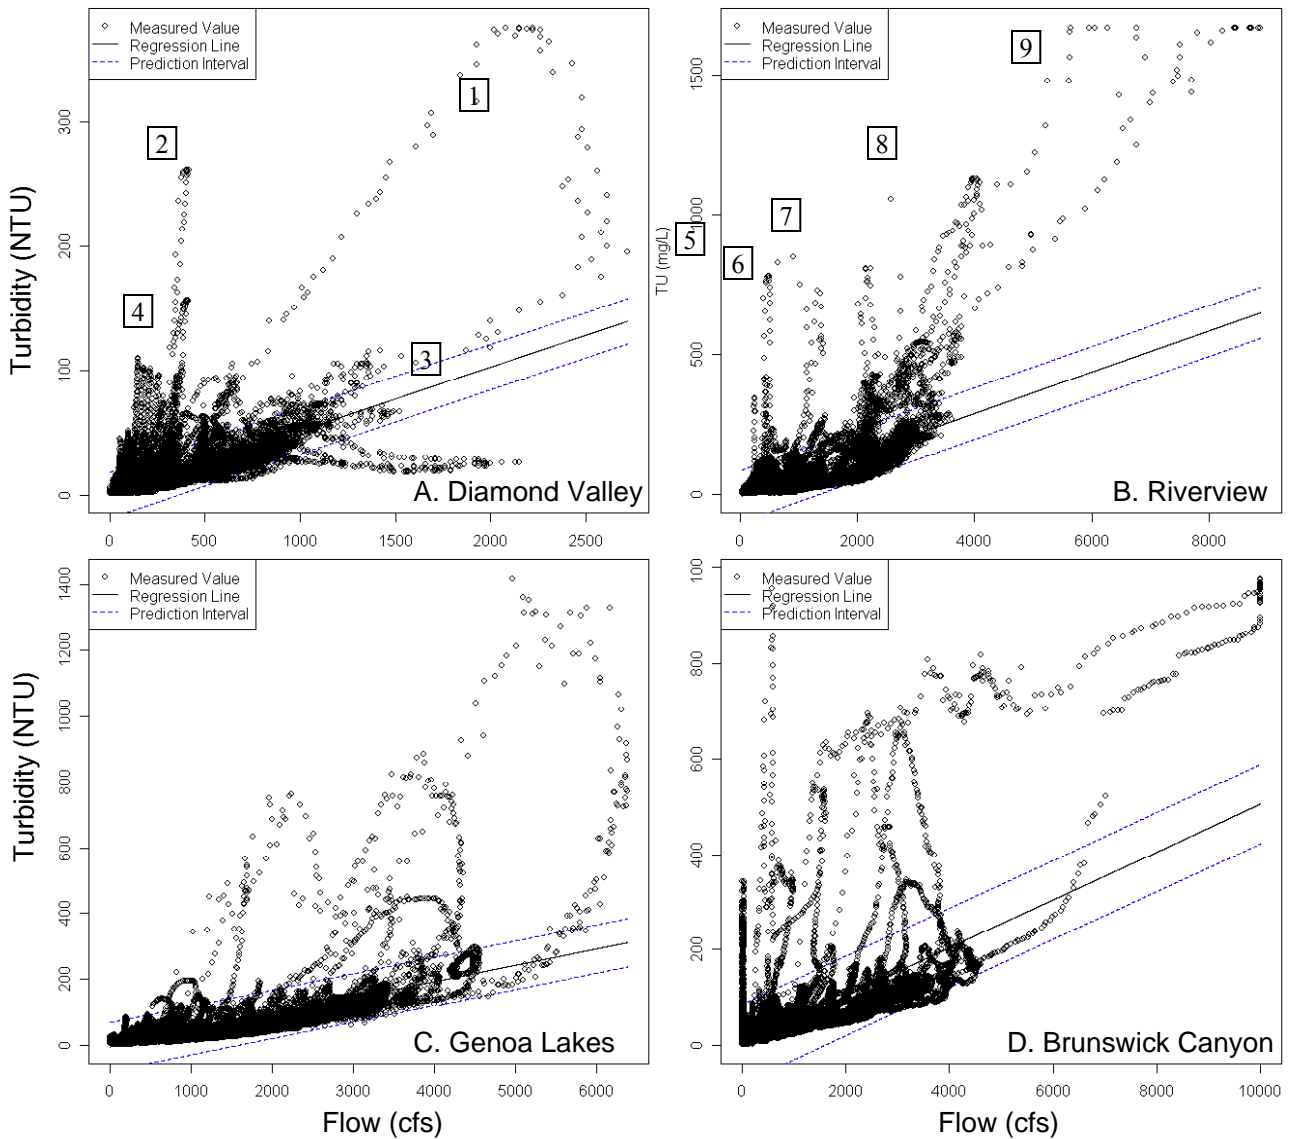 Measured Value
Regression Line
Prediction Interval
Turbidity (NTU)
300
200
100
0
1
2
3
4
A. Diamond Valley
0 500 1000 1500 2000 2500
Measured Value
Regression Line
Prediction Interval
TU (mg/L)
1500
1000
500
0
5
6
7
8
9
B. Riverview
0 2000 4000 6000 8000
Measured Value
Regression Line
Prediction Interval
Turbidity (NTU)
1400
1200
1000
800
600
400
200
0
C. Genoa Lakes
0 1000 2000 3000 4000 5000 6000
Flow (cfs)
Measured Value
Regression Line
Prediction Interval
100
800
600
400
200
0
D. Brunswick Canyon
0 2000 4000 6000 8000 10000
Flow (cfs)